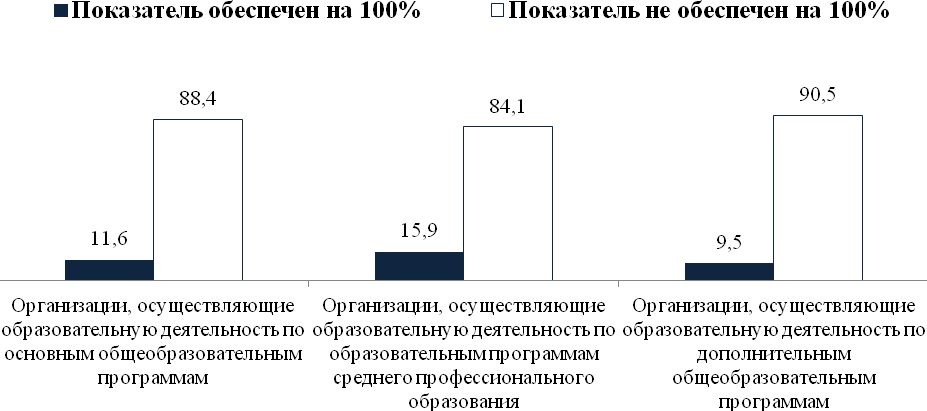 Показатель обеспечен на 100% Показатель не обеспечен на 100%
88,4
84,1
90,5
11,6
15,9
9,5
Организации, осуществляющие
образовательную деятельность по
основным общеобразовательным
программам
Организации, осуществляющие
образовательную деятельность по
образовательным программам
среднего профессионального
образования
Организации, осуществляющие
образовательную деятельность по
дополнительным
общеобразовательным
программам